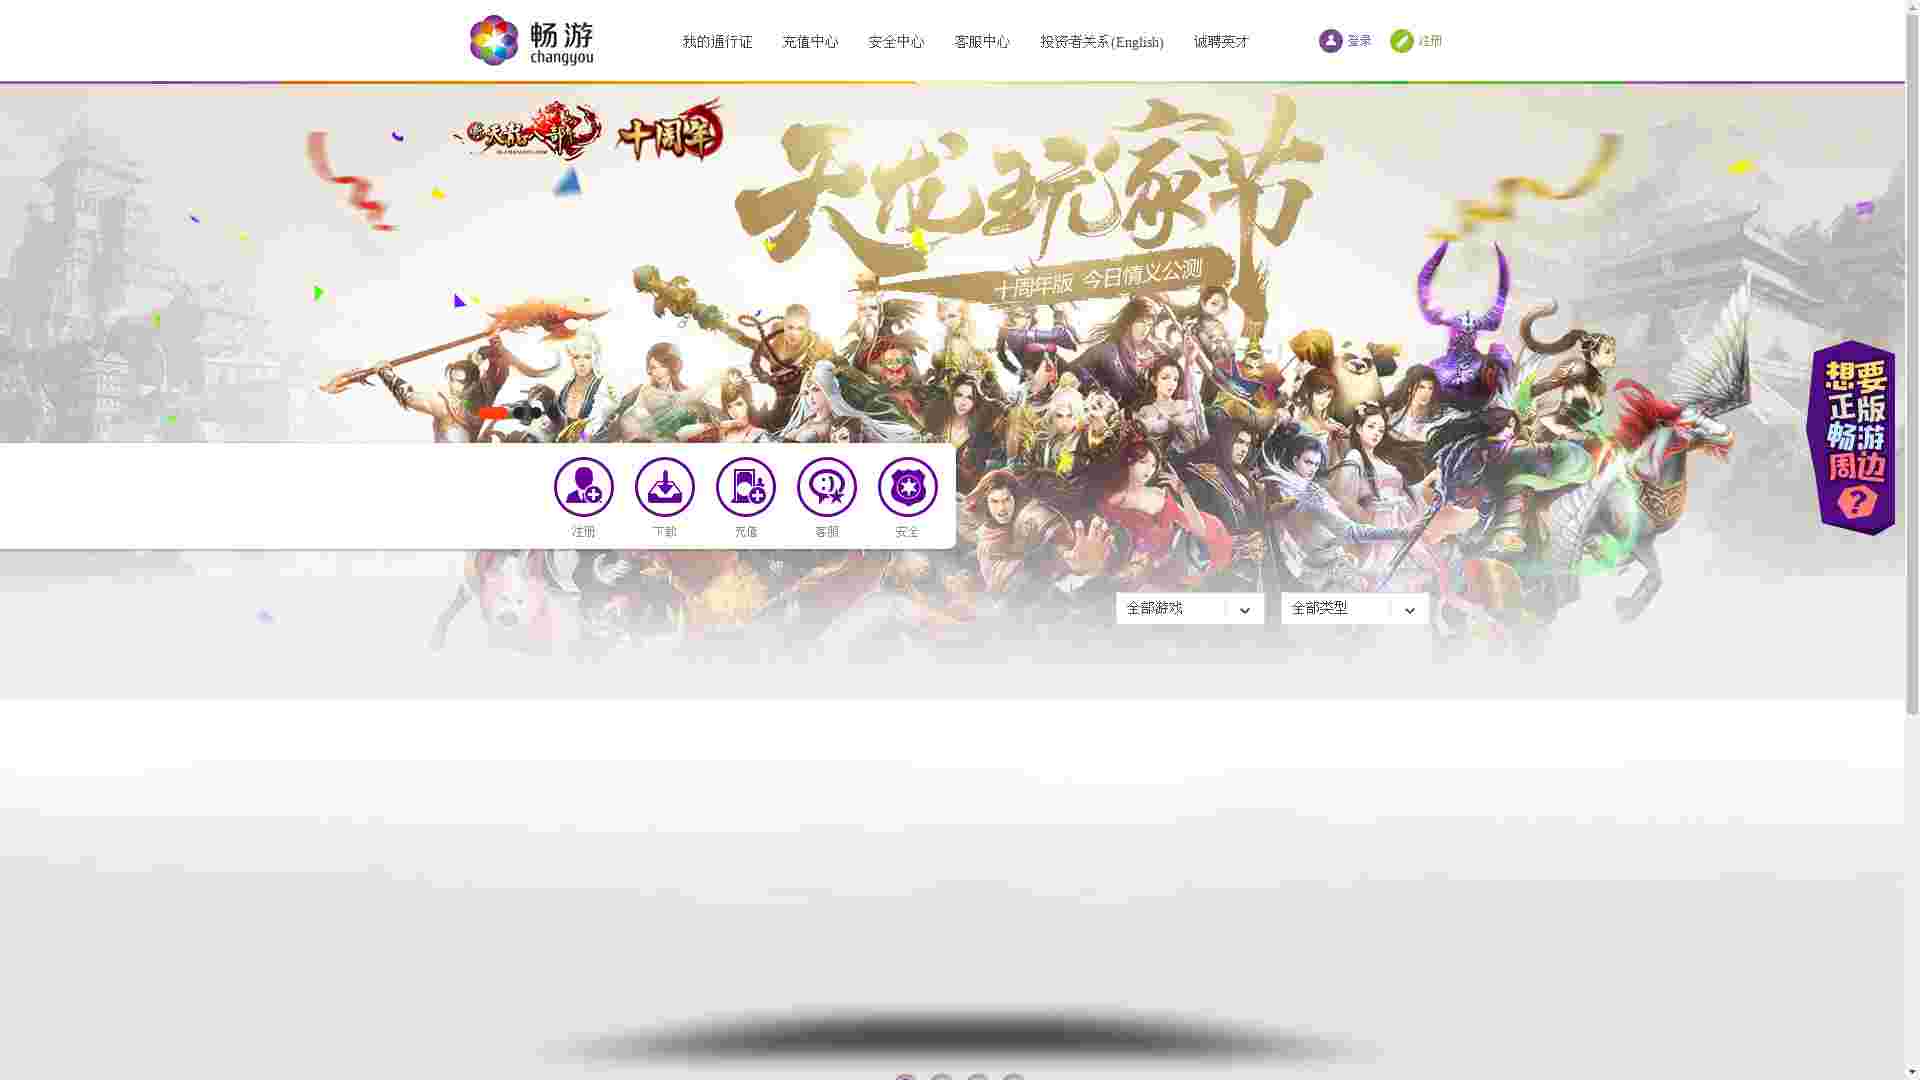 畅游
changyou
我的通行证 充值中心 安全中心 客服中心 投资者关系(English) 诚聘英才
登录 注册
新天龍八部 十周年
天龙玩家节
十周年版 今日情义公测
想要
正版
畅游
周边
?
注册 下载 充值 客服 安全
全部游戏 全部类型